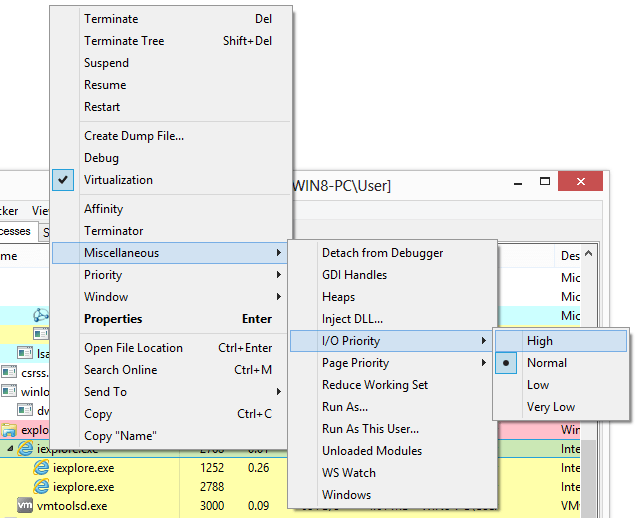 Terminate Del
Terminate Tree Shift+Del
Suspend
Resume
Restart
Create Dump File...
Debug
Virtualization
Affinity
Terminator
Miscellaneous
Priority
Window
Properties Enter
Open File Location Ctrl+Enter
Search Online Ctrl+M
Send To
Copy Ctrl+C
Copy "Name"
Detach from Debugger
GDI Handles
Heaps
Inject DLL...
I/O Priority
Page Priority
Reduce Working Set
Run As...
Run As This User...
Unloaded Modules
WS Watch
Windows
High
Normal
Low
Very Low
WIN8-PC\User]
cker Vie
cesses S
me Des
Mic
Mic
Mic
Mic
lsa
csrss.
winlo
dw
explo Win
iexplore.exe Inte
iexplore.exe 1252 0.26 Inte
iexplore.exe 2788 Inte
vmtoolsd.exe 3000 0.09 VM